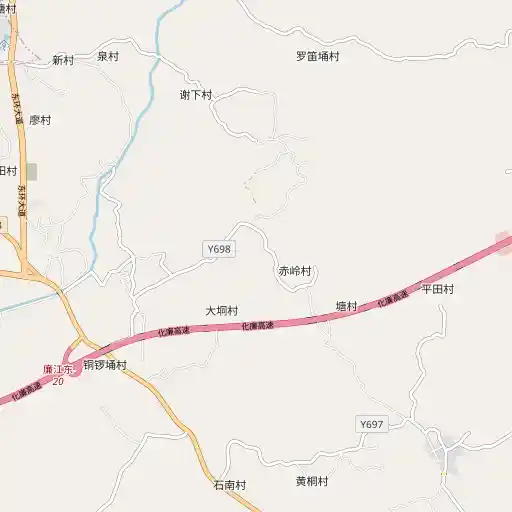 塘村
新村
泉村
罗笛埇村
谢下村
东环大道
廖村
田村
东环大道
Y698
赤岭村
平田村
大垌村
塘村
化廉高速
化廉高速
化廉高速
铜锣埇村
廉江东
20
化廉高速
Y697
石南村
黄桐村